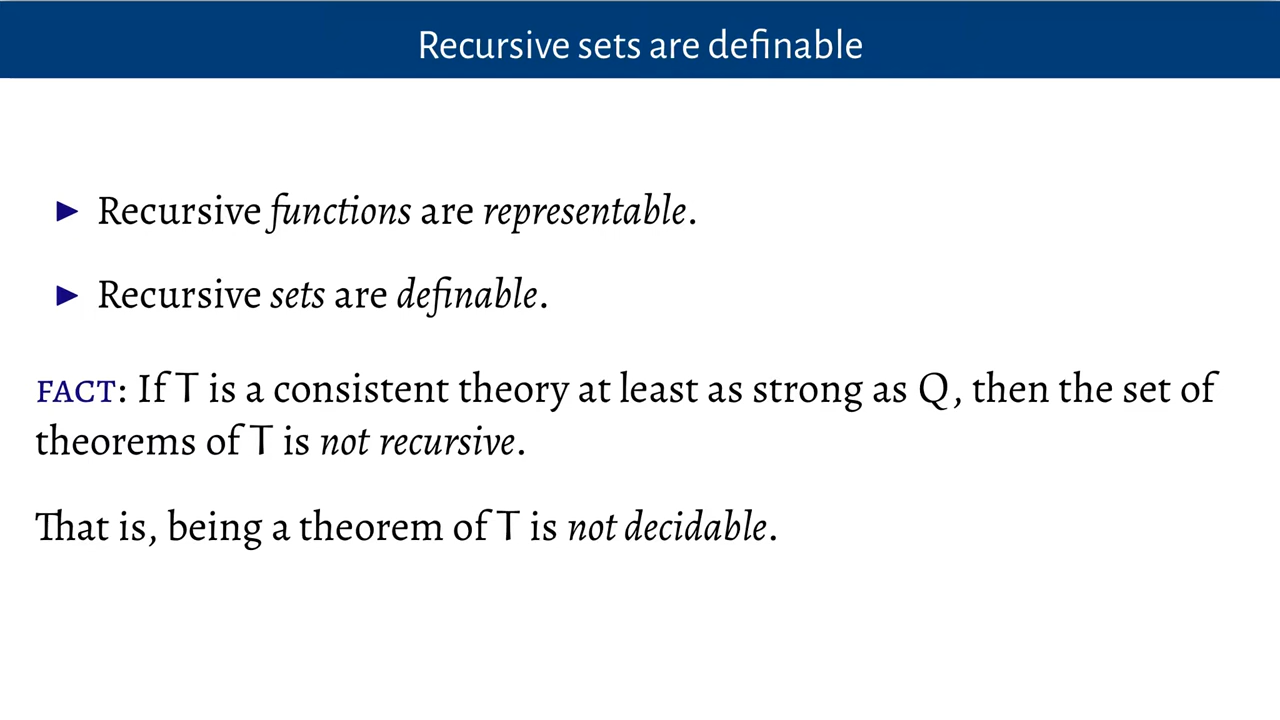 Recursive sets are definable
▶ Recursive functions are representable.
▶ Recursive sets are definable.
FACT: If T is a consistent theory at least as strong as Q, then the set of
theorems of T is not recursive.
That is, being a theorem of T is not decidable.